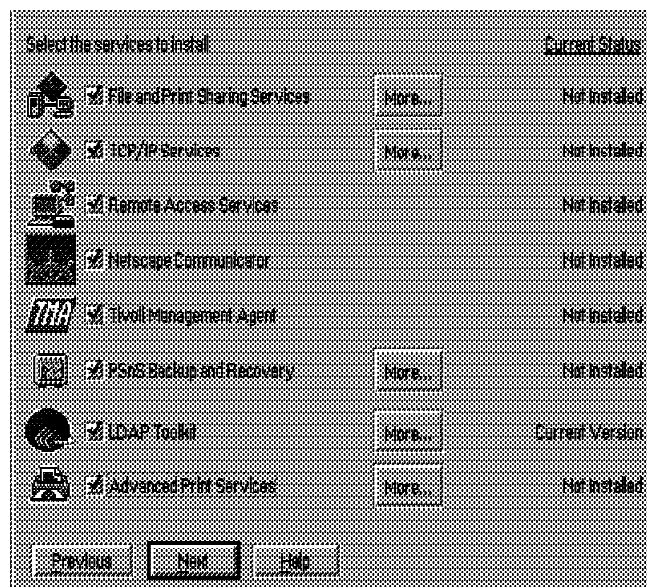 Select the services to install
Current Status
File and Print Sharing Services More... Not Installed
TCP/IP Services More... Not Installed
Remote Access Services Not Installed
Netscape Communicator Not Installed
TMA Tivoli Management Agent Not Installed
PSnS Backup and Recovery More... Not Installed
LDAP Toolkit More... Current Version
Advanced Print Services More... Not Installed
Previous Next Help